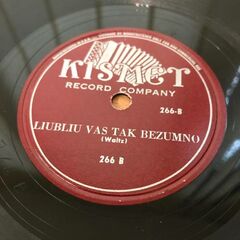 KISMET
RECORD COMPANY
266-B
LIUBLIU VAS TAK BEZUMNO
(Waltz)
266 B